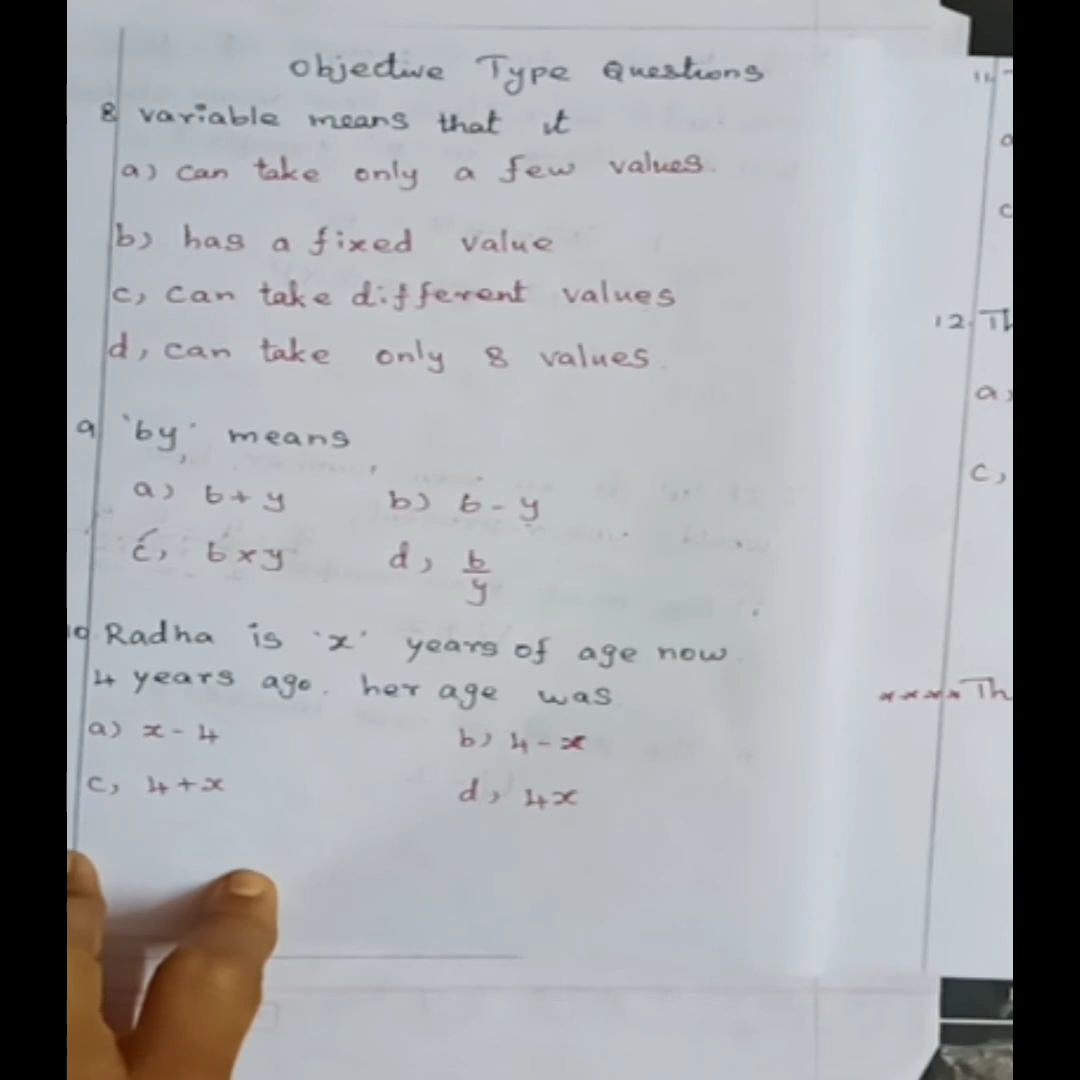 Objective Type Questions
8 variable means that it
a) can take only a few values.
b) has a fixed value
c, can take different values
d, can take only 8 values.
9 'by' means
a) b + y b) b - y
c, b × y d, b/y
10 Radha is 'x' years of age now.
4 years ago. her age was
a) x - 4 b) 4 - x
c, 4 + x d, 4x
11.
a
c
12. Th
a,
c,
**** Th